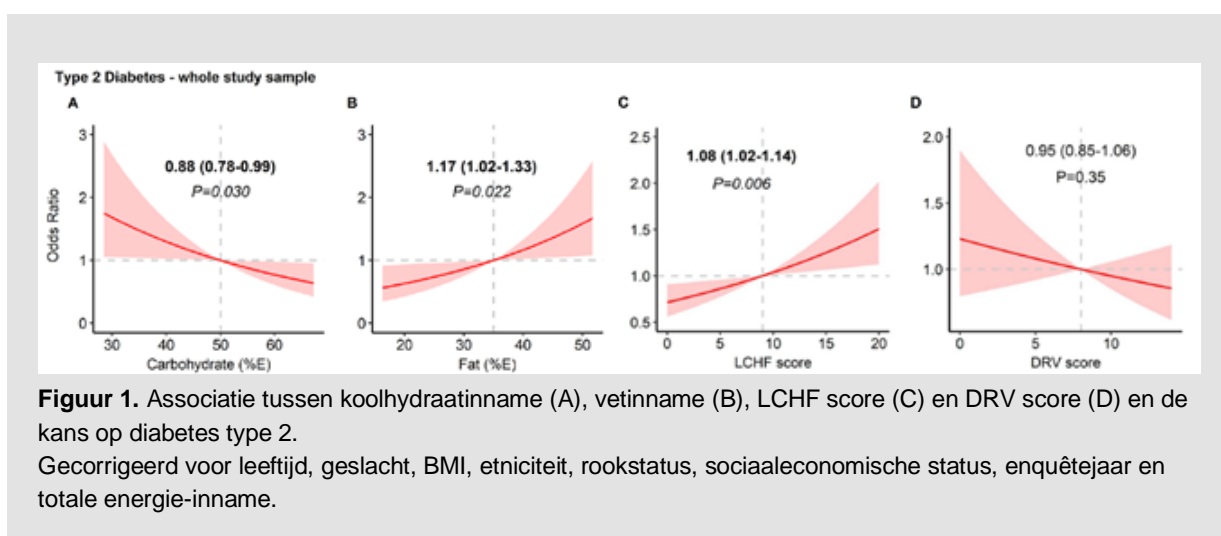 Type 2 Diabetes - whole study sample
A
B
C
D
3
2
1
0
Odds Ratio
0.88 (0.78-0.99)
P=0.030
30
40
50
60
Carbohydrate (%E)
3
2
1
0
1.17 (1.02-1.33)
P=0.022
20
30
40
50
Fat (%E)
2.5
2.0
1.5
1.0
0.5
1.08 (1.02-1.14)
P=0.006
0
5
10
15
20
LCHF score
2.0
1.5
1.0
0.95 (0.85-1.06)
P=0.35
0
5
10
DRV score
Figuur 1. Associatie tussen koolhydraatinname (A), vetinname (B), LCHF score (C) en DRV score (D) en de
kans op diabetes type 2.
Gecorrigeerd voor leeftijd, geslacht, BMI, etniciteit, rookstatus, sociaaleconomische status, enquêtejaar en
totale energie-inname.